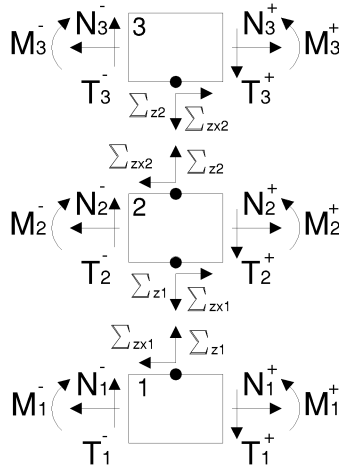 M₃⁻ N₃⁻ 3 N₃⁺ M₃⁺
T₃⁻ T₃⁺
∑z2 ∑zx2
∑zx2 ∑z2
M₂⁻ N₂⁻ 2 N₂⁺ M₂⁺
T₂⁻ T₂⁺
∑z1 ∑zx1
∑zx1 ∑z1
M₁⁻ N₁⁻ 1 N₁⁺ M₁⁺
T₁⁻ T₁⁺